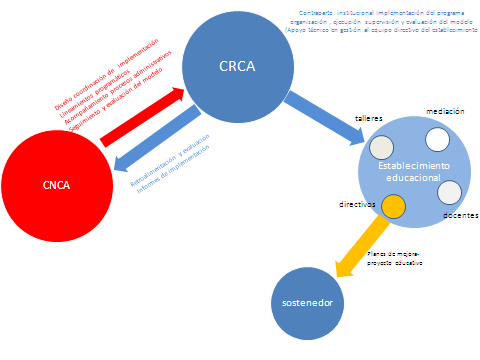 Contraparte institucional implementación del programa
organización , ejecución supervisión y evaluación del modelo
(Apoyo técnico en gestión al equipo directivo del establecimiento
CRCA
Diseño coordinación de implementación
Lineamientos programáticos
Acompañamiento procesos administrativos
Seguimiento y evaluación del modelo
talleres
mediación
Retroalimentación y evaluación
Informes de implementación
CNCA
Establecimiento
educacional
directivos
docentes
Planes de mejora-
proyecto educativo
sostenedor